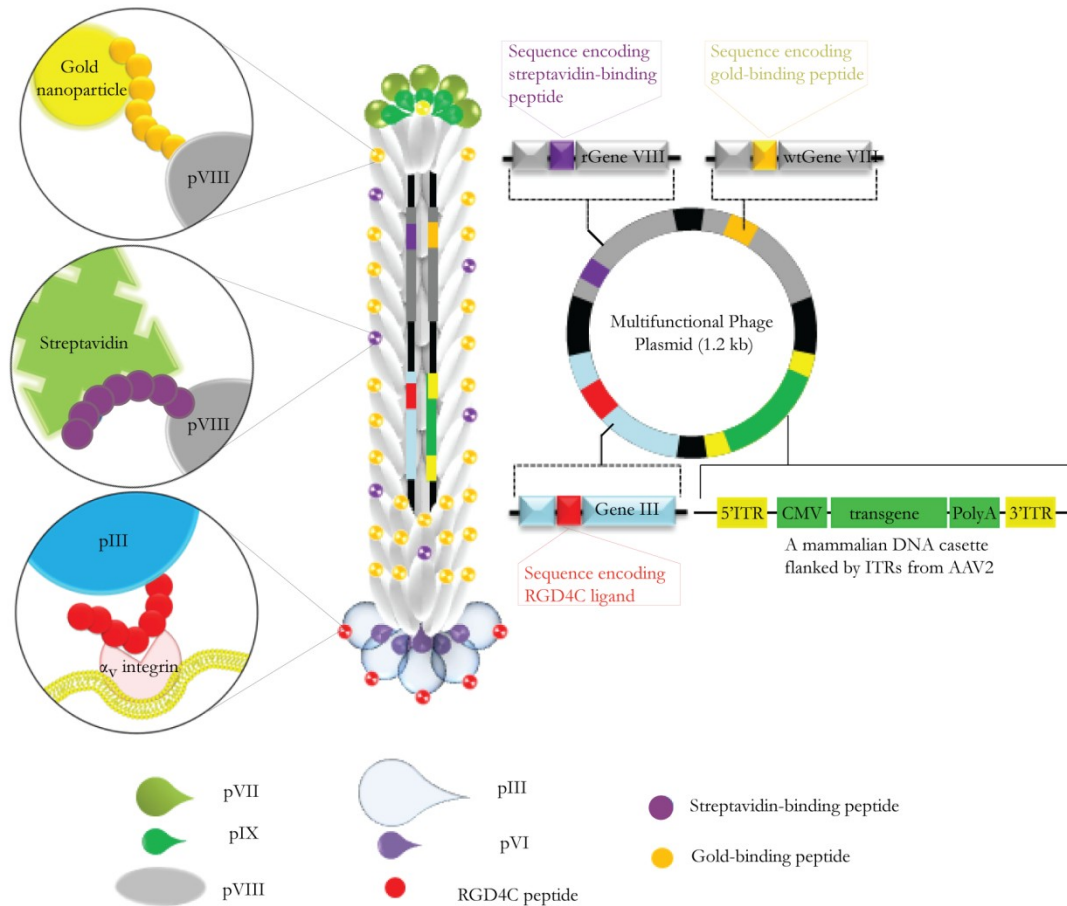 Gold
nanoparticle
pVIII
Streptavidin
pVIII
pIII
αV integrin
Sequence encoding
streptavidin-binding
peptide
Sequence encoding
gold-binding
peptide
rGene VIII
wtGene VIII
Multifunctional Phage
Plasmid (1.2 kb)
Gene III
Sequence encoding
RGD4C ligand
5'ITR
CMV
transgene
PolyA
3'ITR
A mammalian DNA casette
flanked by ITRs from AAV2
pVII
pIX
pVIII
pIII
pVI
RGD4C peptide
Streptavidin-binding peptide
Gold-binding peptide